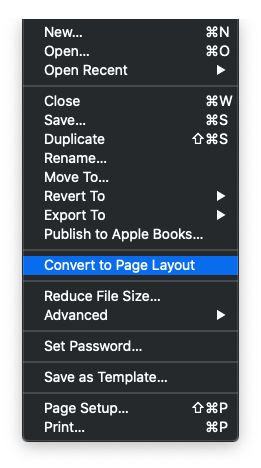 New... ⌘N
Open... ⌘O
Open Recent ▶
Close ⌘W
Save... ⌘S
Duplicate ⇧⌘S
Rename...
Move To...
Revert To ▶
Export To ▶
Publish to Apple Books...
Convert to Page Layout
Reduce File Size...
Advanced ▶
Set Password...
Save as Template...
Page Setup... ⇧⌘P
Print... ⌘P